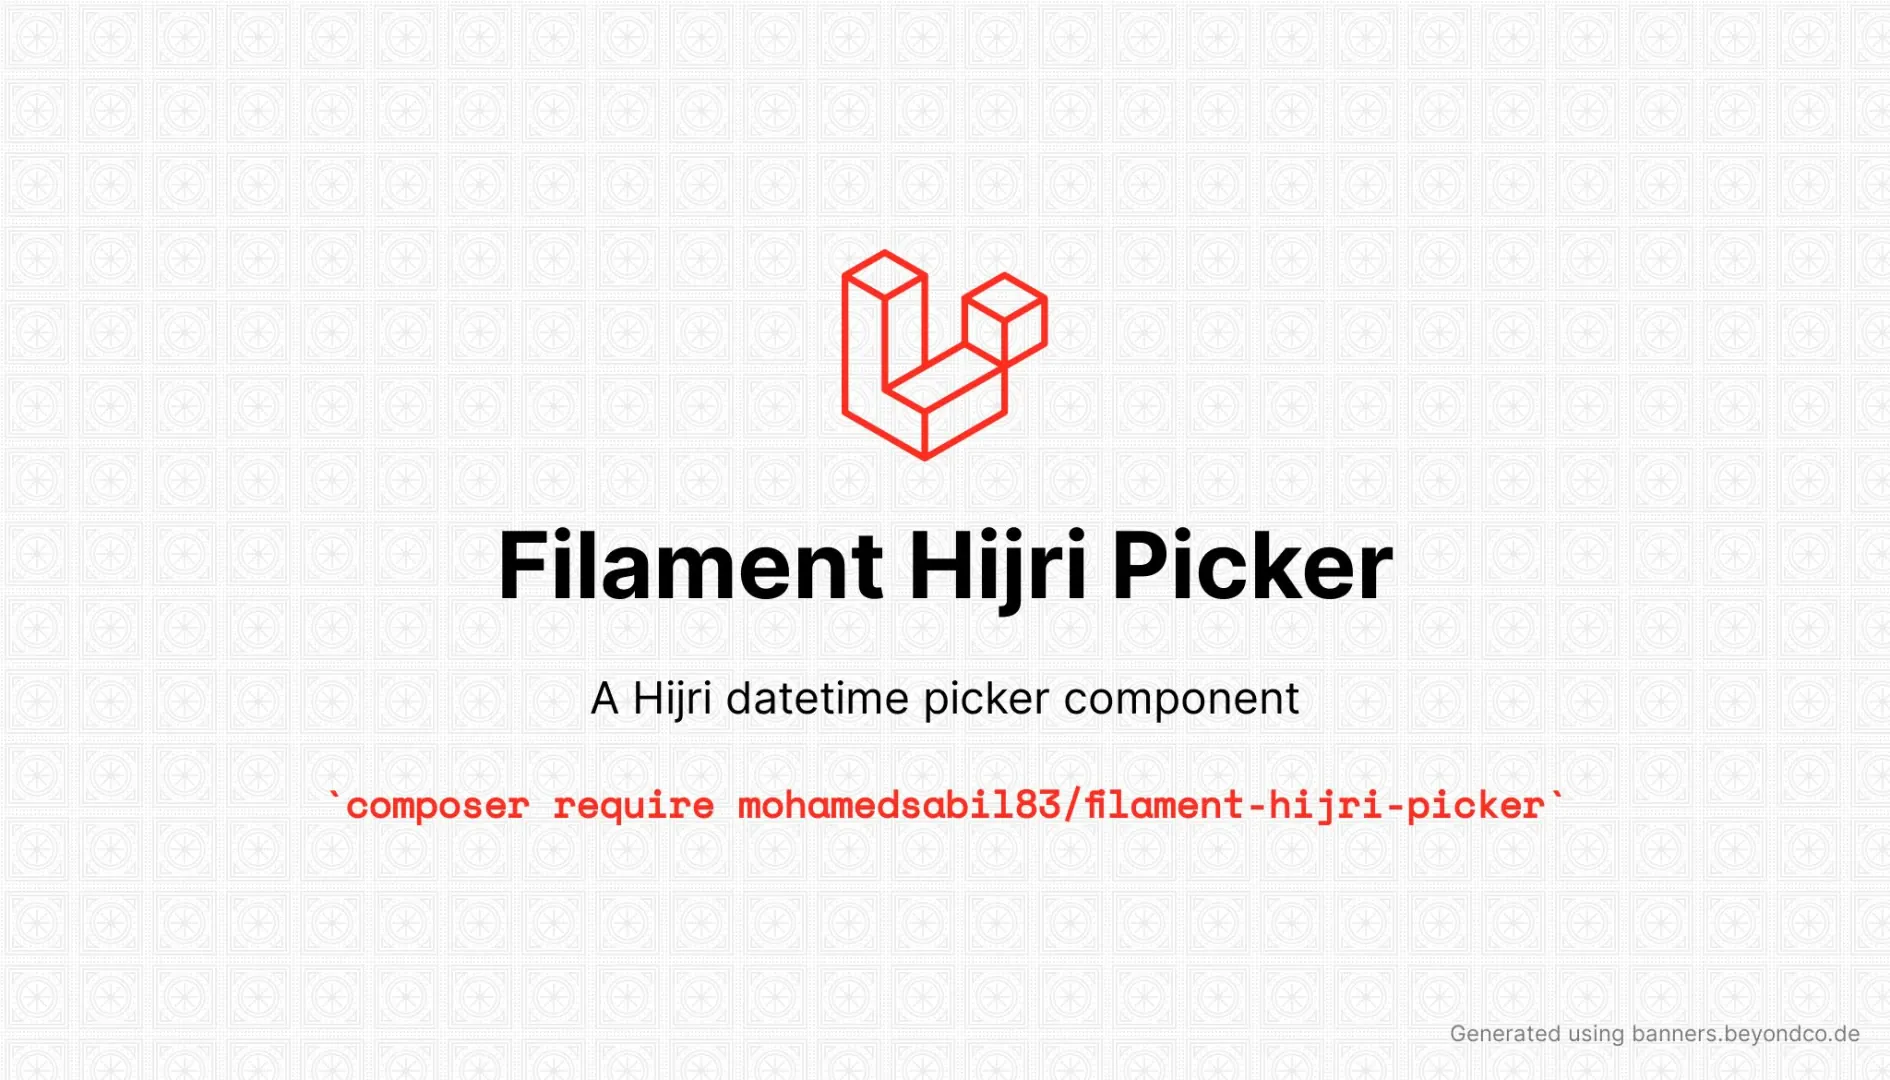 Filament Hijri Picker
A Hijri datetime picker component
`composer require mohamedsabil83/filament-hijri-picker`
Generated using banners.beyondco.de